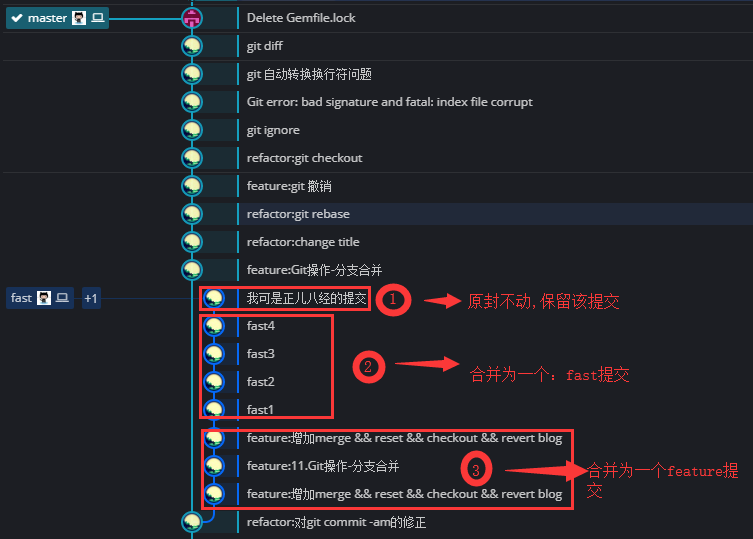 master
Delete Gemfile.lock
git diff
git 自动转换换行符问题
Git error: bad signature and fatal: index file corrupt
git ignore
refactor:git checkout
feature:git 撤销
refactor:git rebase
refactor:change title
feature:Git操作-分支合并
fast +1
我可是正儿八经的提交
1
原封不动,保留该提交
fast4
fast3
2
合并为一个: fast提交
fast2
fast1
feature:增加merge && reset && checkout && revert blog
feature:11.Git操作-分支合并
3
合并为一个feature提
交
feature:增加merge && reset && checkout && revert blog
refactor:对git commit -am的修正